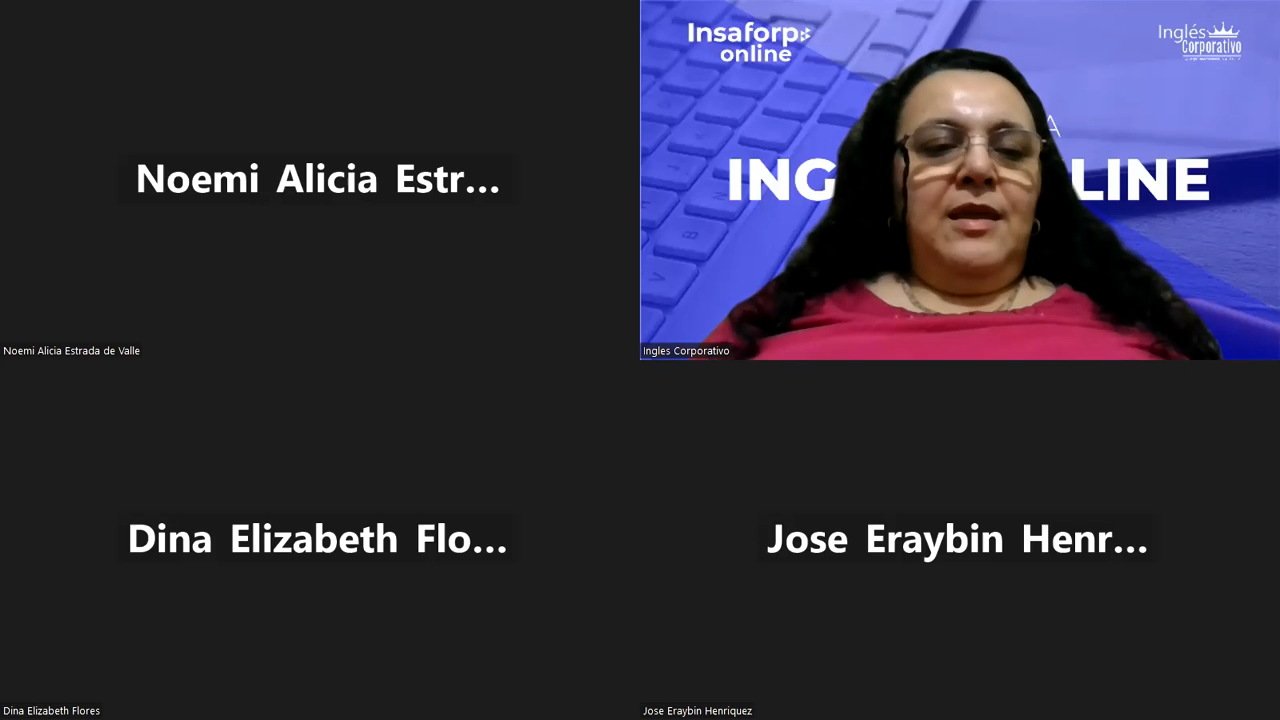 Noemi Alicia Estr...
Noemi Alicia Estrada de Valle
Insaforp
online
Inglés
Corporativo
A
ING LINE
Ingles Corporativo
Dina Elizabeth Flo...
Dina Elizabeth Flores
Jose Eraybin Henr...
Jose Eraybin Henriquez